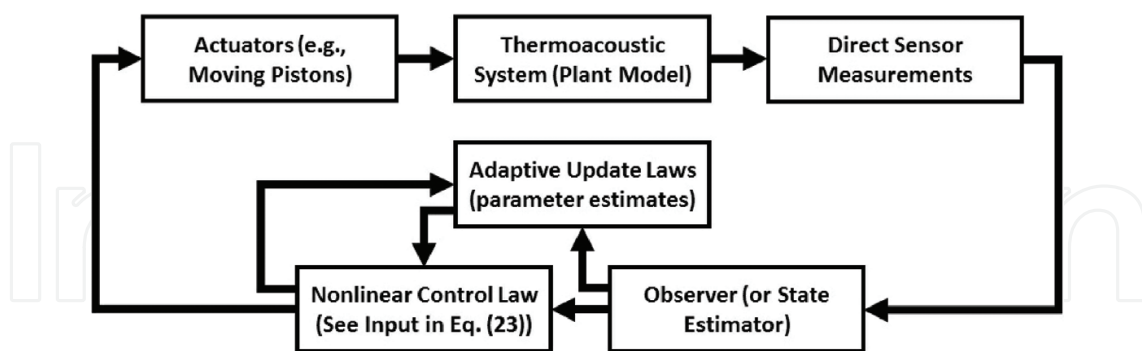 Actuators (e.g.,
Moving Pistons)
Thermoacoustic
System (Plant Model)
Direct Sensor
Measurements
Adaptive Update Laws
(parameter estimates)
Nonlinear Control Law
(See Input in Eq. (23))
Observer (or State
Estimator)